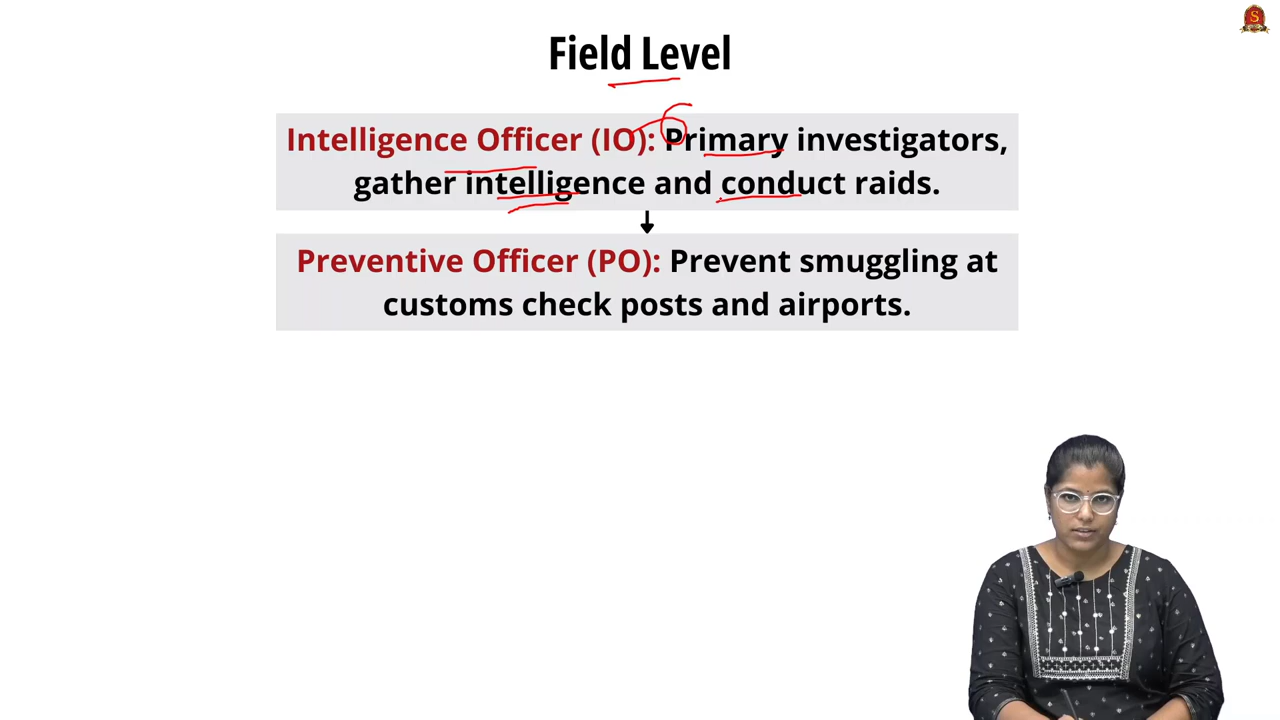 Field Level
Intelligence Officer (IO): Primary investigators,
gather intelligence and conduct raids.
Preventive Officer (PO): Prevent smuggling at
customs check posts and airports.
S